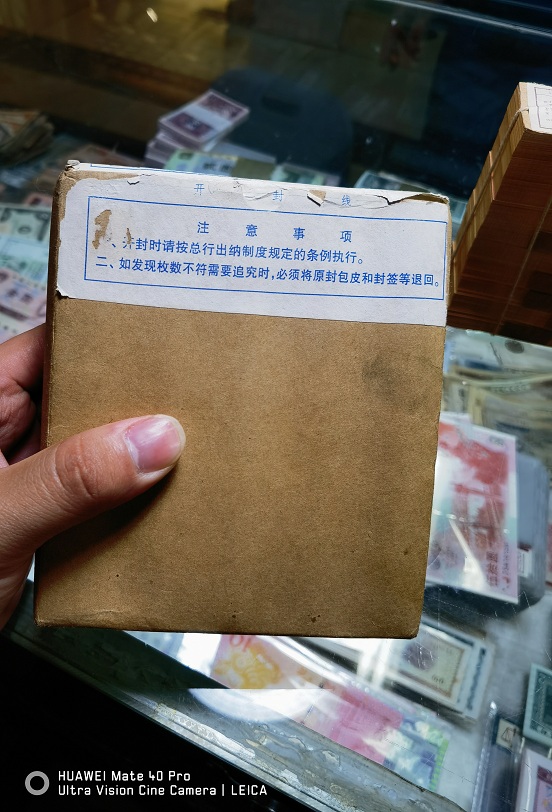 开 封 线
注 意 事 项
一、开封时请按总行出纳制度规定的条例执行。
二、如发现枚数不符需要追究时,必须将原封包皮和封签等退回。
HUAWEI Mate 40 Pro
Ultra Vision Cine Camera | LEICA